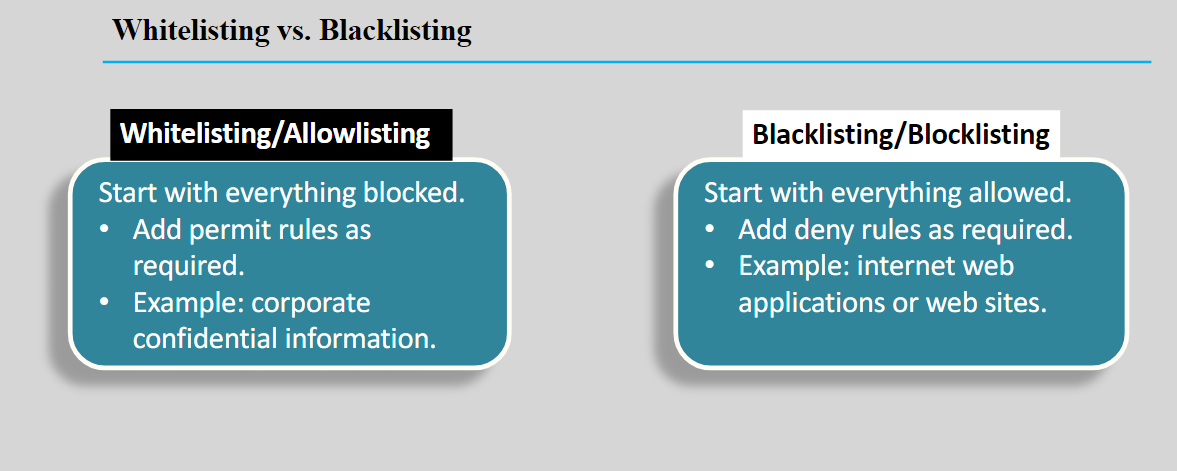 Whitelisting vs. Blacklisting
Whitelisting/Allowlisting
Start with everything blocked.
• Add permit rules as
required.
• Example: corporate
confidential information.
Blacklisting/Blocklisting
Start with everything allowed.
• Add deny rules as required.
• Example: internet web
applications or web sites.